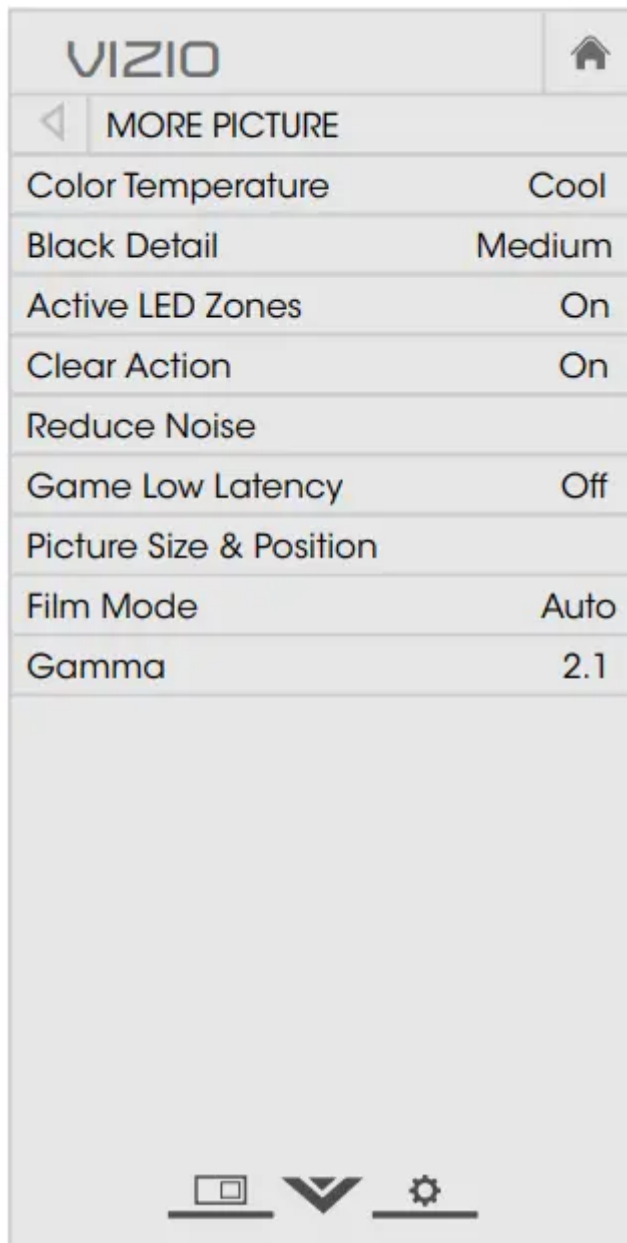 VIZIO
MORE PICTURE
Color Temperature Cool
Black Detail Medium
Active LED Zones On
Clear Action On
Reduce Noise
Game Low Latency Off
Picture Size & Position
Film Mode Auto
Gamma 2.1